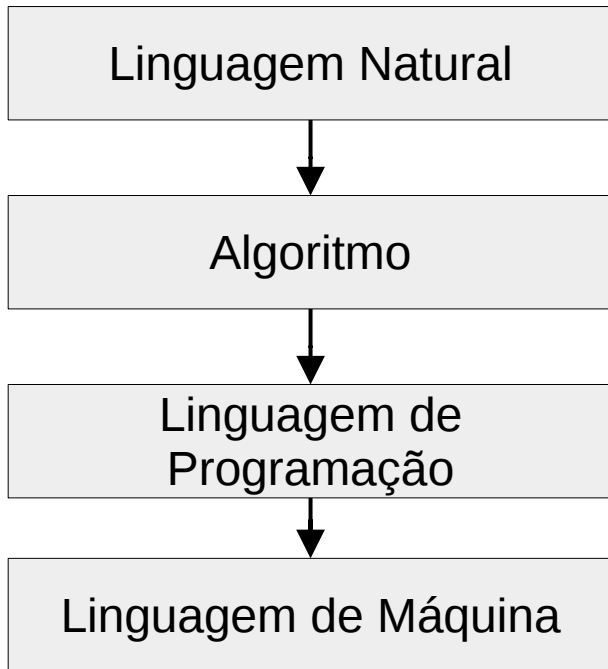 Linguagem Natural
Algoritmo
Linguagem de
Programação
Linguagem de Máquina